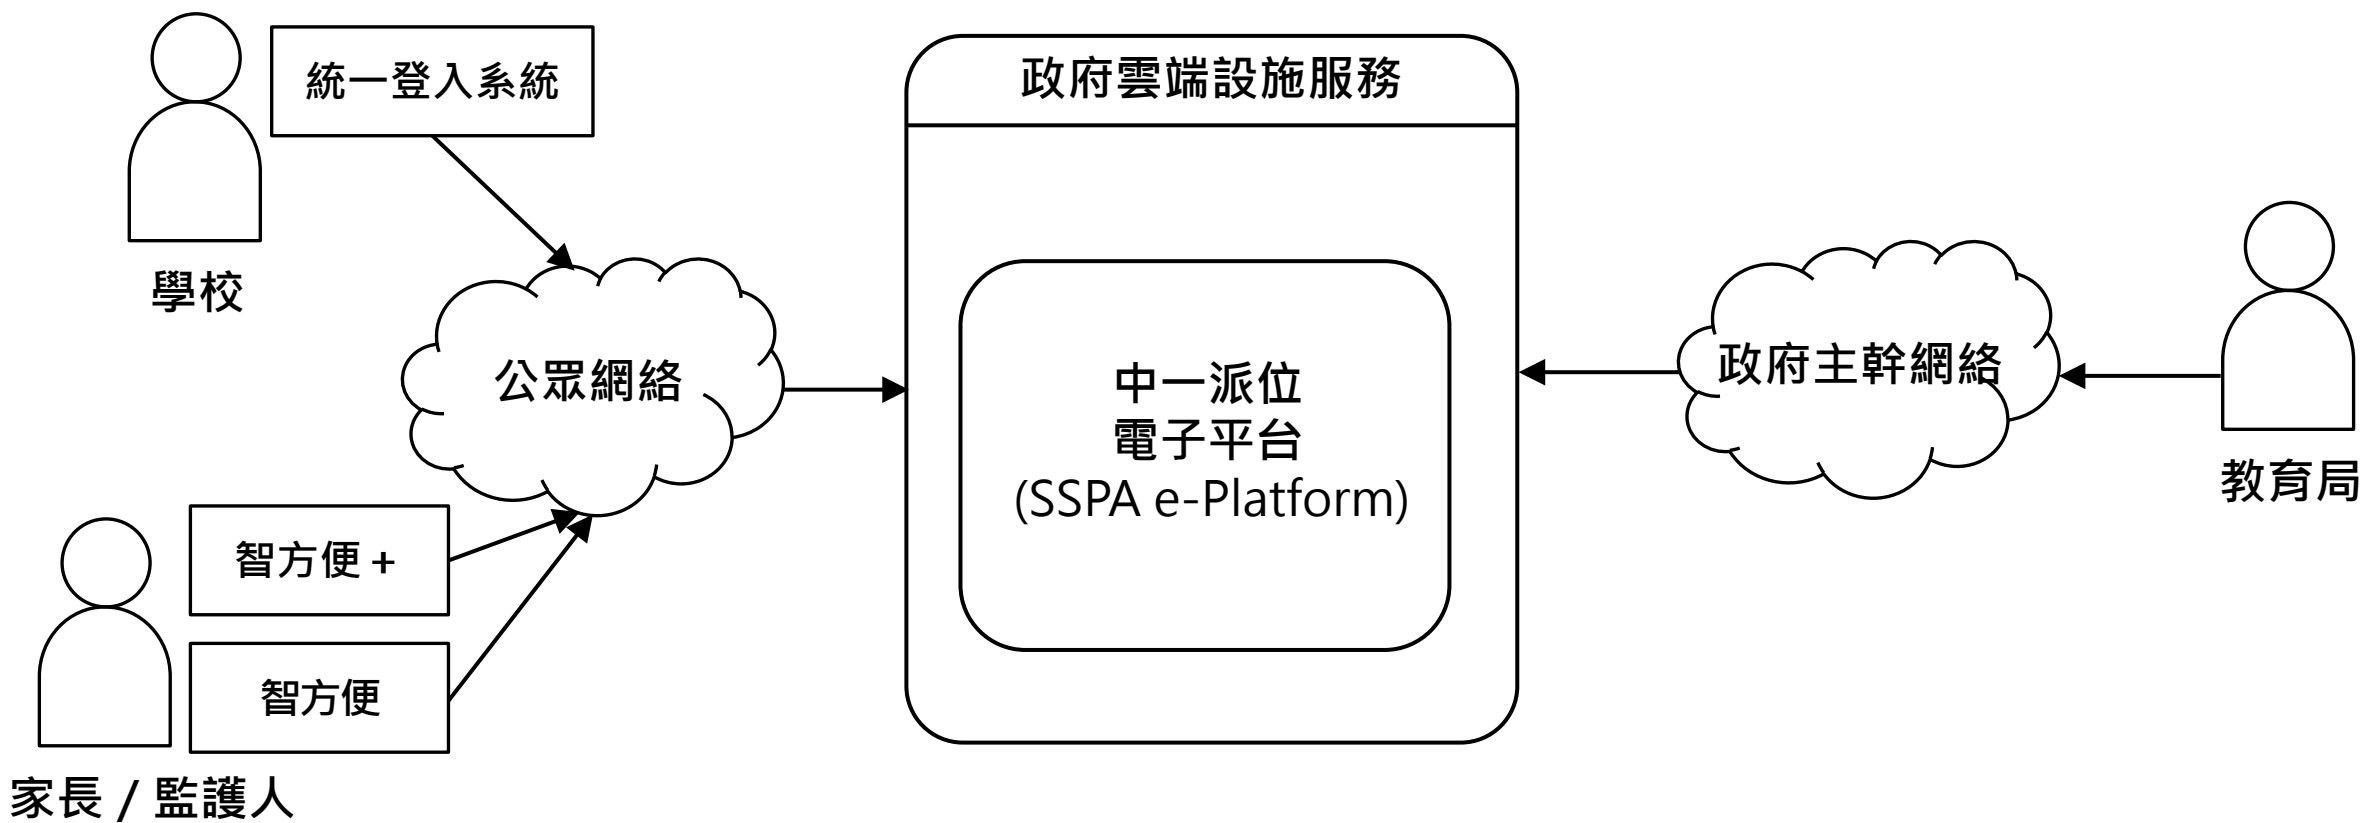 統一登入系統
學校
公眾網絡
智方便 +
智方便
家長 / 監護人
政府雲端設施服務
中一派位
電子平台
(SSPA e-Platform)
政府主幹網絡
教育局